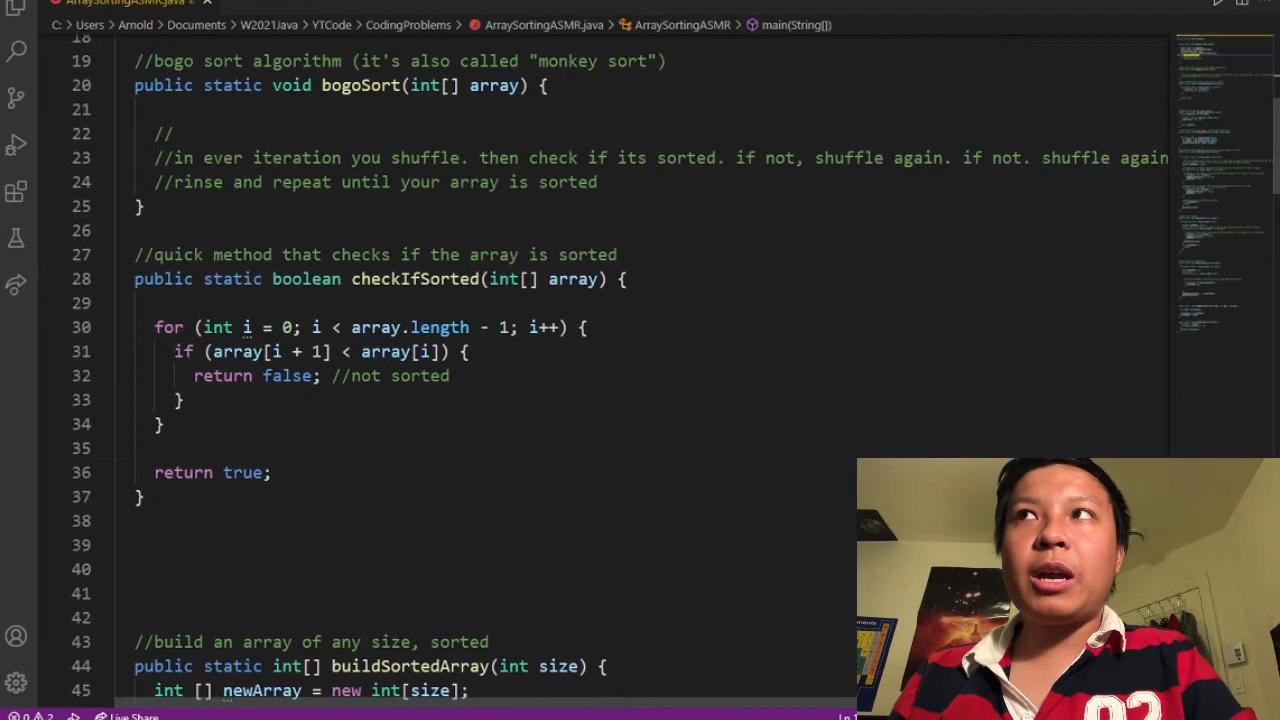 ArraySortingASMR.java 2
C: > Users > Arnold > Documents > W2021Java > YTCode > CodingProblems > ArraySortingASMR.java > ArraySortingASMR > main(String[])
18
19 //bogo sort algorithm (it's also called "monkey sort")
20 public static void bogoSort(int[] array) {
21
22 //
23 //in ever iteration you shuffle. then check if its sorted. if not, shuffle again. if not. shuffle again
24 //rinse and repeat until your array is sorted
25 }
26
27 //quick method that checks if the array is sorted
28 public static boolean checkIfSorted(int[] array) {
29
30 for (int i = 0; i < array.length - 1; i++) {
31 if (array[i + 1] < array[i]) {
32 return false; //not sorted
33 }
34 }
35
36 return true;
37 }
38
39
40
41
42
43 //build an array of any size, sorted
44 public static int[] buildSortedArray(int size) {
45 int [] newArray = new int[size];
0 2 Live Share
02